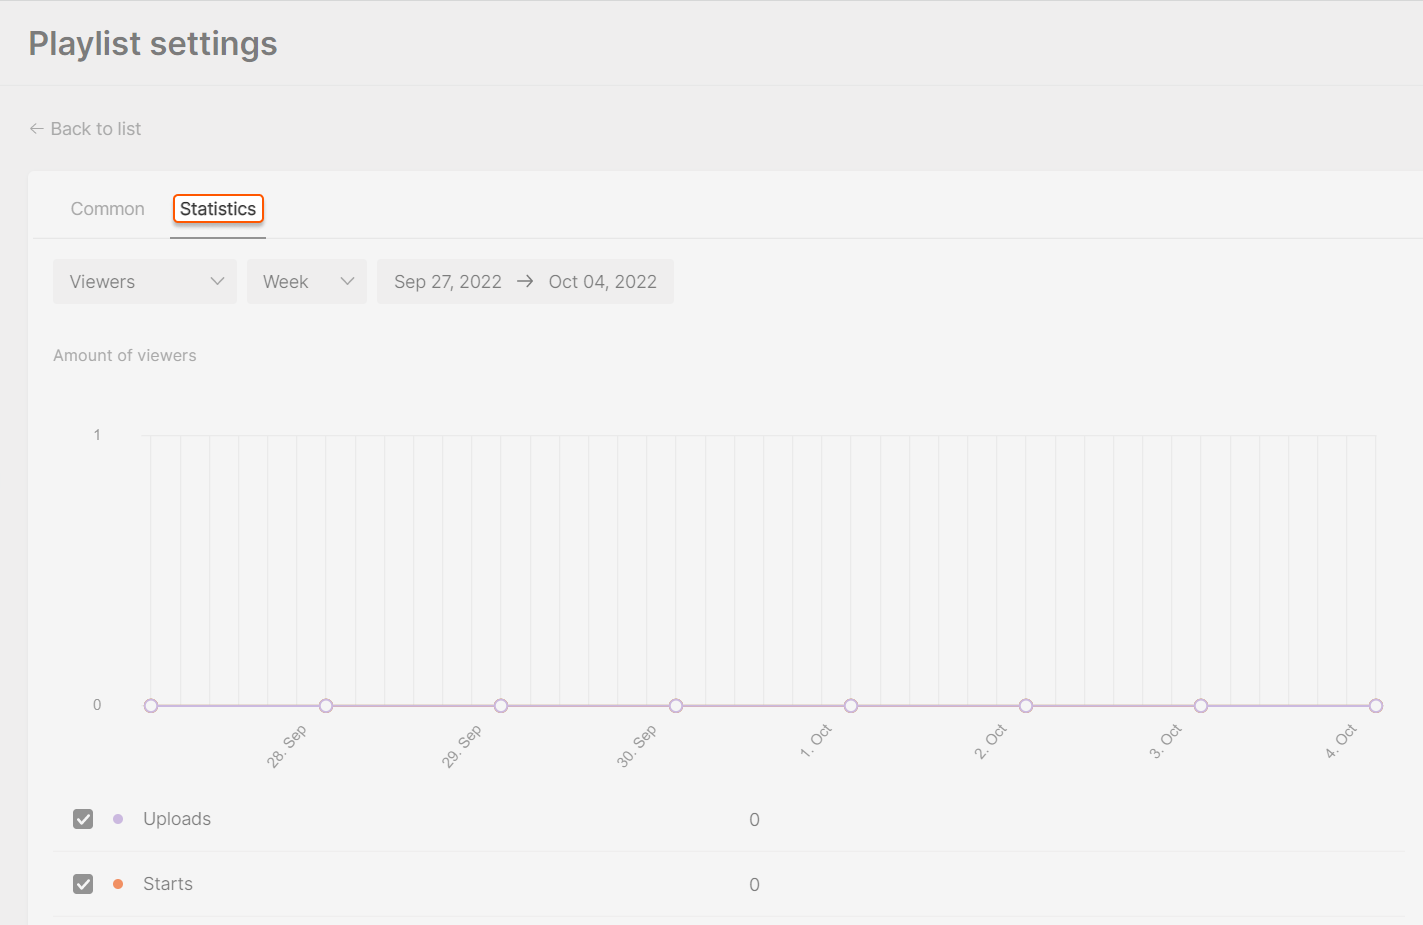 Playlist settings
← Back to list
Common Statistics
Viewers Week Sep 27, 2022 → Oct 04, 2022
Amount of viewers
1
0
28. Sep 29. Sep 30. Sep 1. Oct 2. Oct 3. Oct 4. Oct
Uploads 0
Starts 0